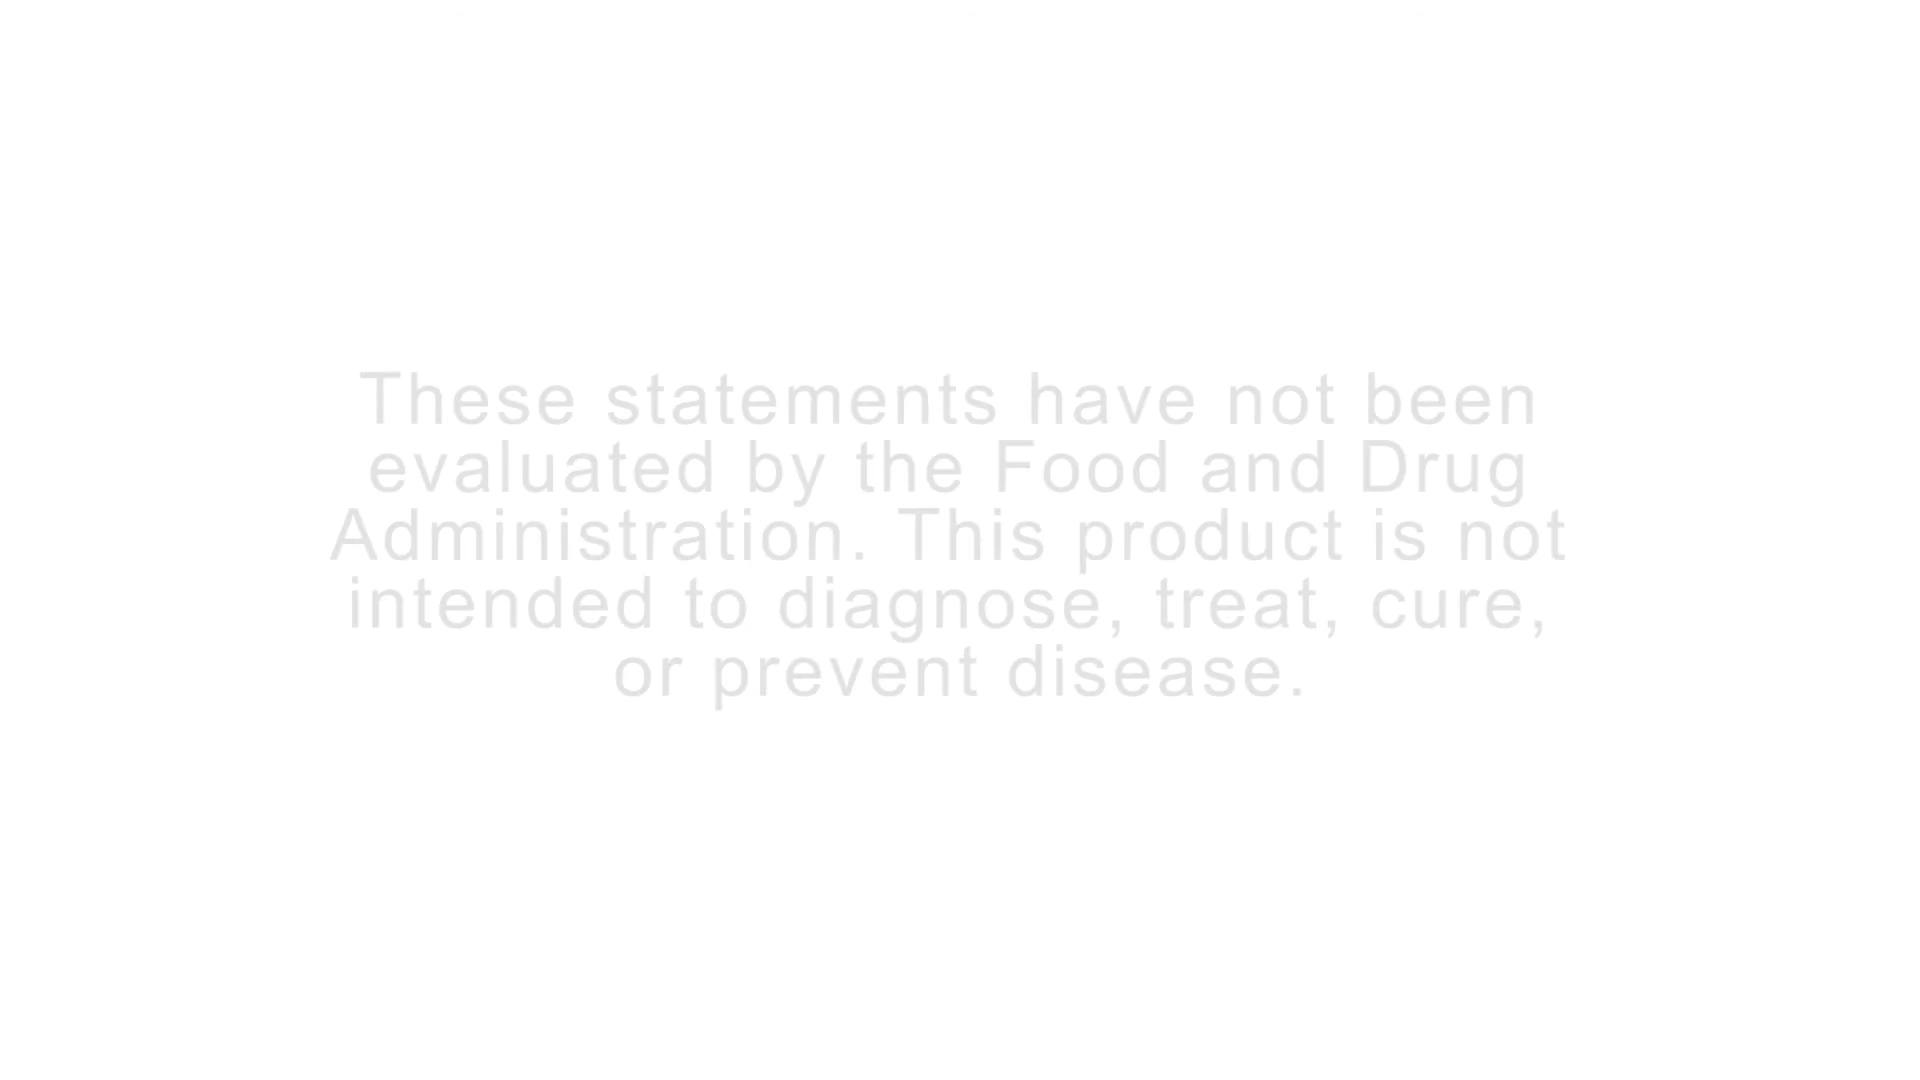 These statements have not been
evaluated by the Food and Drug
Administration. This product is not
intended to diagnose, treat, cure,
or prevent disease.